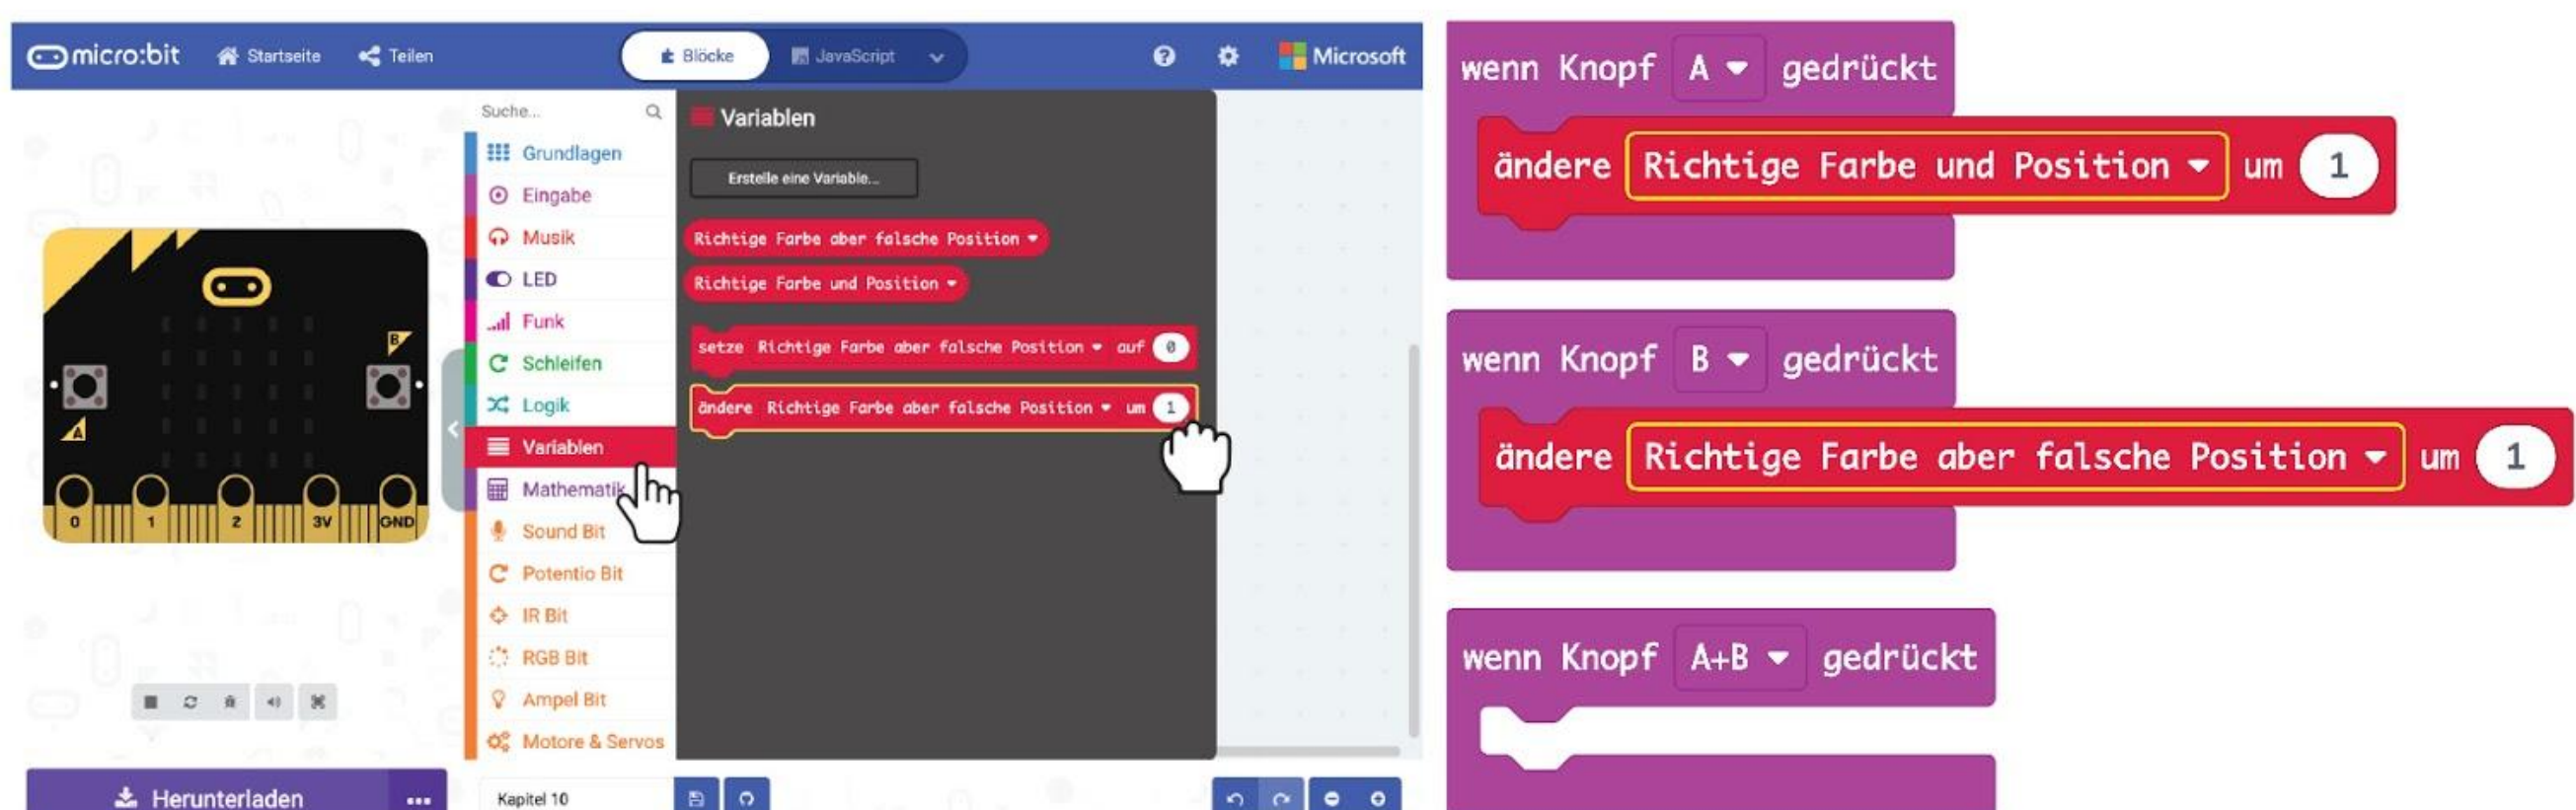 micro:bit Startseite Teilen Blöcke JavaScript Microsoft
Suche...
Grundlagen
Eingabe
Musik
LED
Funk
Schleifen
Logik
Variablen
Mathematik
Sound Bit
Potentio Bit
IR Bit
RGB Bit
Ampel Bit
Motore & Servos
Variablen
Erstelle eine Variable...
Richtige Farbe aber falsche Position
Richtige Farbe und Position
setze Richtige Farbe aber falsche Position auf 0
ändere Richtige Farbe aber falsche Position um 1
B
A
0 1 2 3V GND
Herunterladen
Kapitel 10
wenn Knopf A gedrückt
ändere Richtige Farbe und Position um 1
wenn Knopf B gedrückt
ändere Richtige Farbe aber falsche Position um 1
wenn Knopf A+B gedrückt